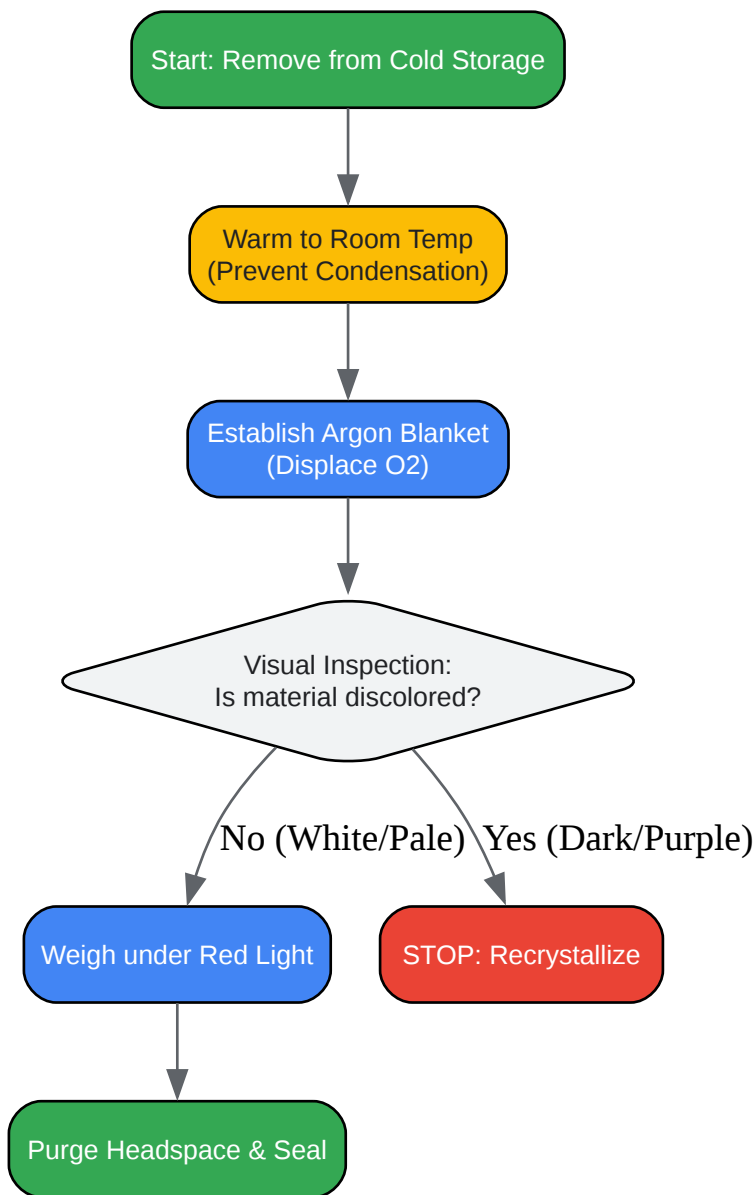 Start: Remove from Cold Storage
Warm to Room Temp
(Prevent Condensation)
Establish Argon Blanket
(Displace O2)
Visual Inspection:
Is material discolored?
No (White/Pale)
Yes (Dark/Purple)
Weigh under Red Light
STOP: Recrystallize
Purge Headspace & Seal